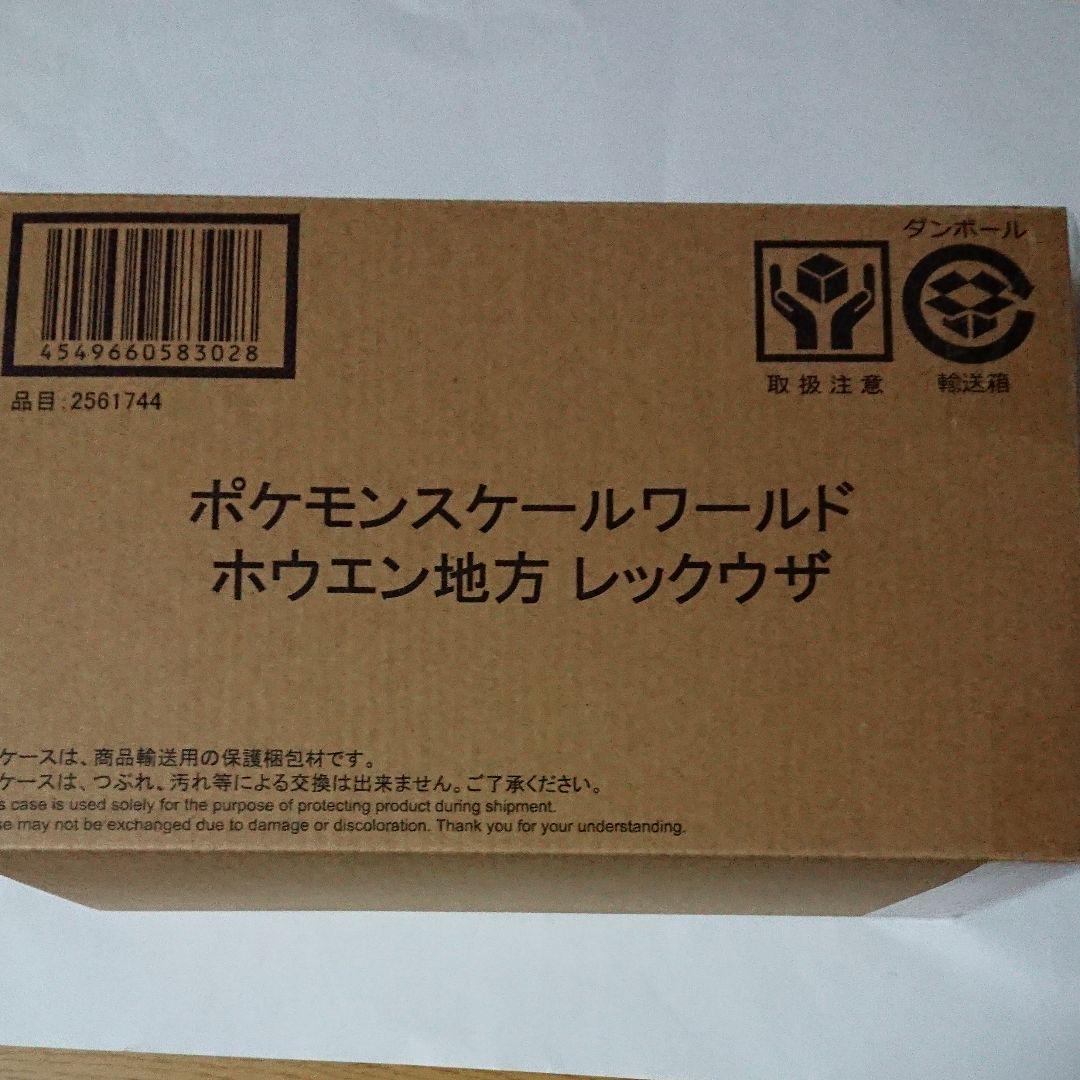 4549660583028
品目:2561744
ダンボール
取扱注意
輸送箱
ポケモンスケールワールド
ホウエン地方 レックウザ
ケースは、商品輸送用の保護梱包材です。
ケースは、つぶれ、汚れ等による交換は出来ません。ご了承ください。
case is used solely for the purpose of protecting product during shipment.
may not be exchanged due to damage or discoloration. Thank you for your understanding.